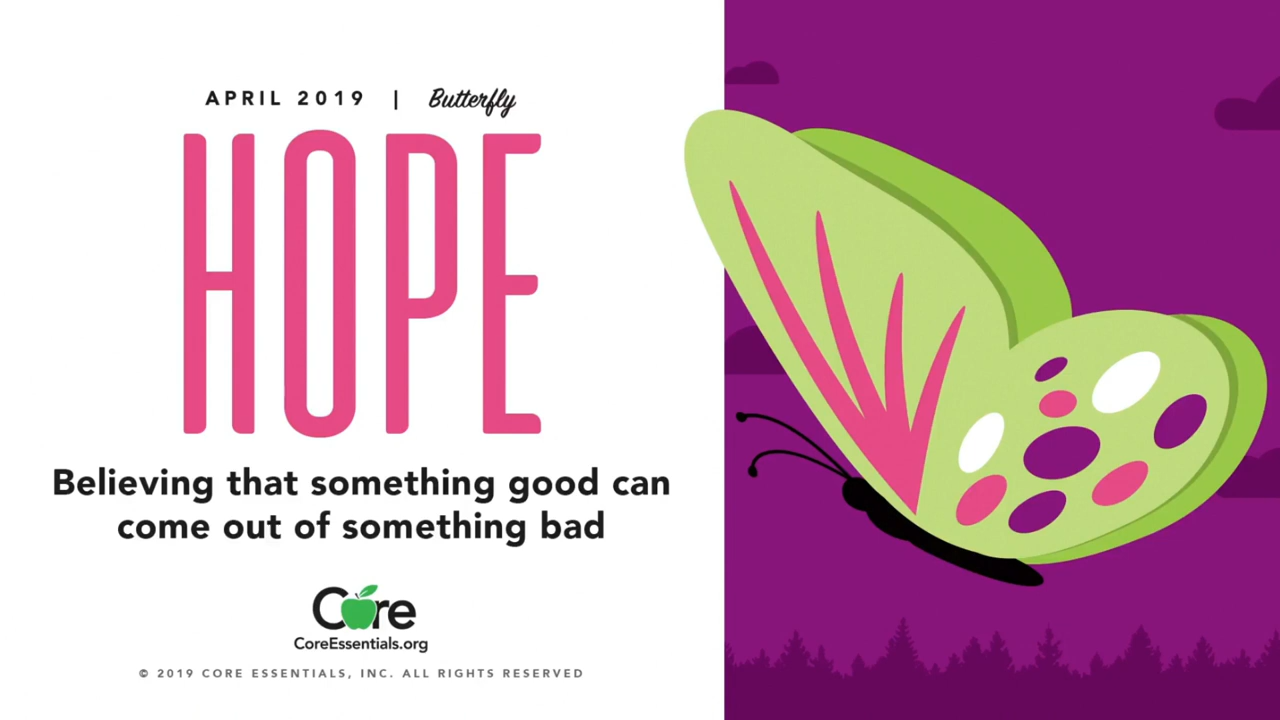 APRIL 2019 | Butterfly
HOPE
Believing that something good can
come out of something bad
Core
CoreEssentials.org
© 2019 CORE ESSENTIALS, INC. ALL RIGHTS RESERVED